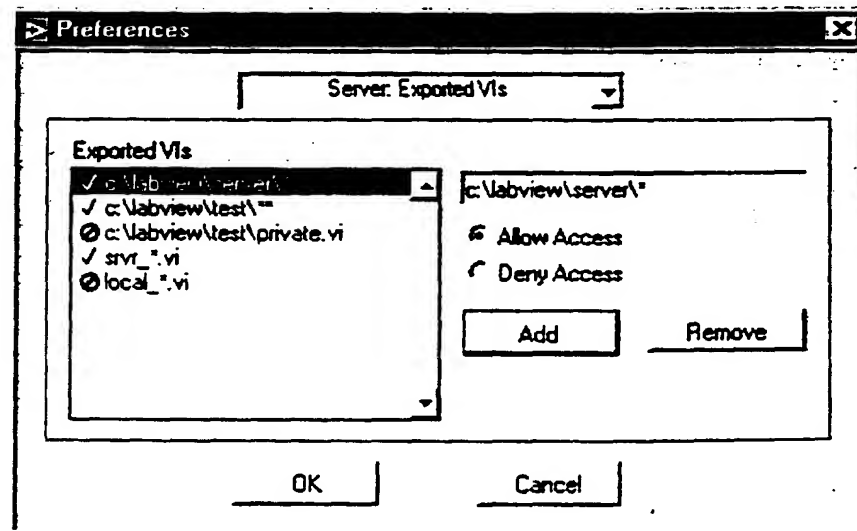 Preferences
Server: Exported VIs
Exported VIs
✓ c:\labview\server\
✓ c:\labview\test\**
⊘ c:\labview\test\private.vi
✓ srvr_*.vi
⊘ local_*.vi
c:\labview\server\*
Allow Access
Deny Access
Add
Remove
OK
Cancel